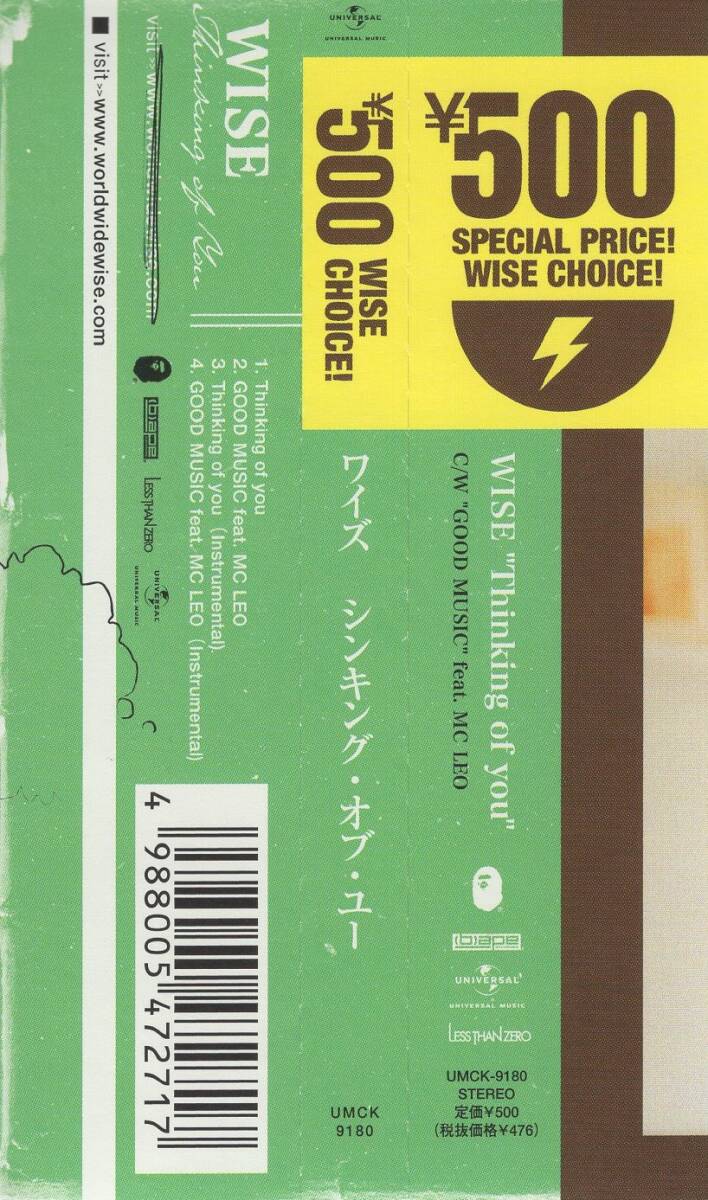 UNIVERSAL
UNIVERSAL MUSIC
¥500
SPECIAL PRICE!
WISE CHOICE!
WISE "Thinking of you"
C/W "GOOD MUSIC" feat. MC LEO
(b)ape
UNIVERSAL
UNIVERSAL MUSIC
LESS THAN ZERO
UMCK-9180
STEREO
定価¥500
(税抜価格¥476)
¥500 WISE CHOICE!
ワイズ シンキング・オブ・ユー
UMCK
9180
WISE
Thinking of You
1. Thinking of you
2. GOOD MUSIC feat. MC LEO
3. Thinking of you (Instrumental)
4. GOOD MUSIC feat. MC LEO (Instrumental)
visit>>www.worldwidewise.com
(b)ape
LESS THAN ZERO
UNIVERSAL
UNIVERSAL MUSIC
4 988005 472717
■ visit>>www.worldwidewise.com